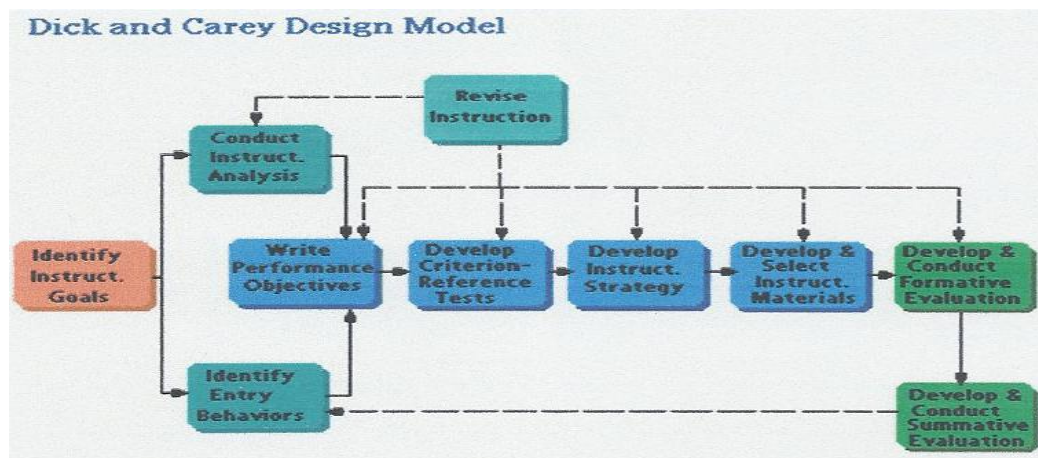 Dick and Carey Design Model
Revise
Instruction
Conduct
Instruct.
Analysis
Identify
Instruct.
Goals
Write
Performance
Objectives
Develop
Criterion-
Reference
Tests
Develop
Instruct.
Strategy
Develop &
Select
Instruct.
Materials
Develop &
Conduct
Formative
Evaluation
Identify
Entry
Behaviors
Develop &
Conduct
Summative
Evaluation